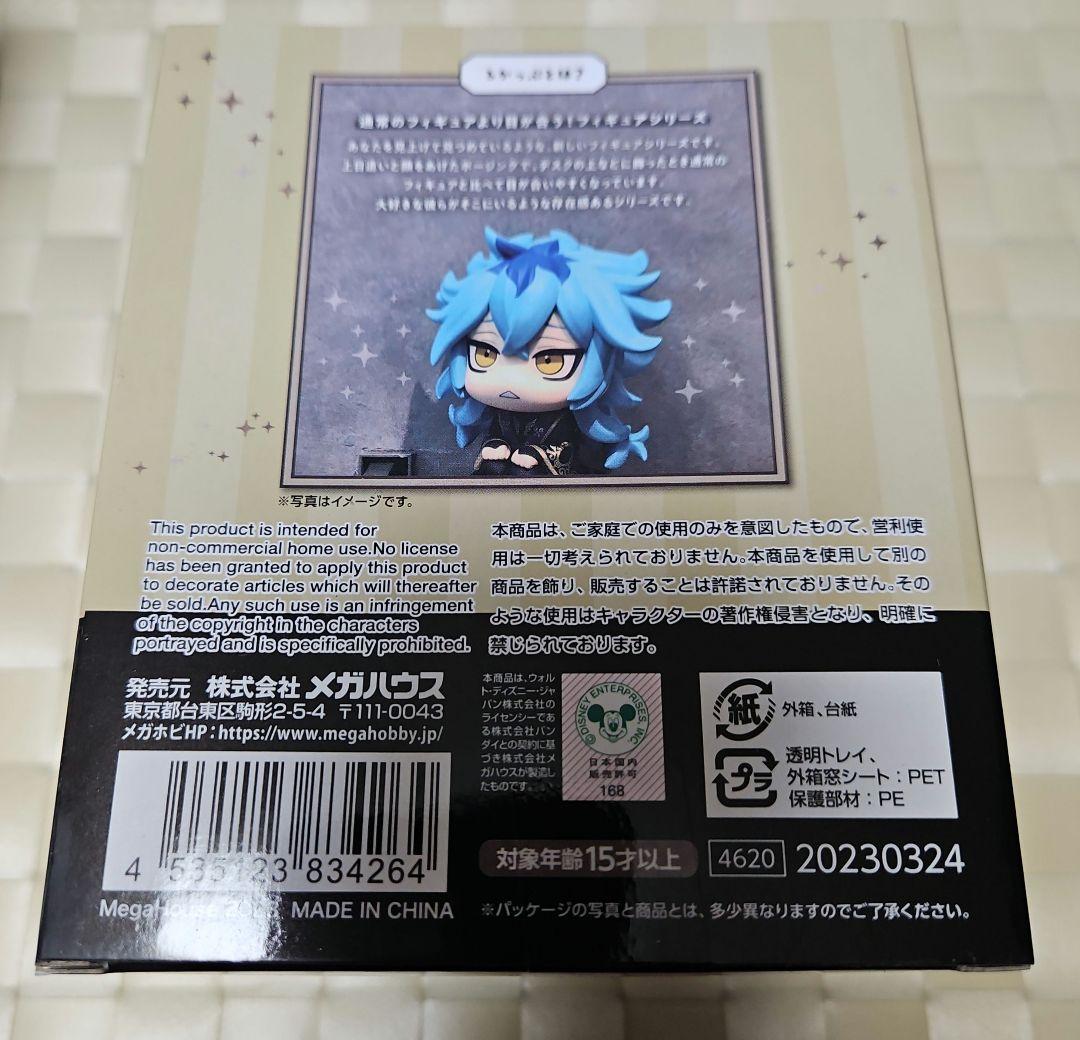 るかっぷとは？
通常のフィギュアより目が合う！フィギュアシリーズ
あなたを見上げて見つめているような、新しいフィギュアシリーズです。
上目遣いと顔をあげたポージングで、デスクの上などに飾ったとき通常の
フィギュアと比べて目が合いやすくなっています。
大好きな彼らがそこにいるような存在感あるシリーズです。
※写真はイメージです。
This product is intended for
non-commercial home use.No license
has been granted to apply this product
to decorate articles which will thereafter
be sold.Any such use is an infringement
of the copyright in the characters
portrayed and is specifically prohibited.
本商品は、ご家庭での使用のみを意図したもので、営利使
用は一切考えられておりません。本商品を使用して別の
商品を飾り、販売することは許諾されておりません。その
ような使用はキャラクターの著作権侵害となり、明確に
禁じられております。
発売元 株式会社メガハウス
東京都台東区駒形2-5-4 〒111-0043
メガホビHP：https://www.megahobby.jp/
本商品は、ウォル
ト・ディズニー・ジャ
パン株式会社の
ライセンシーであ
る株式会社バン
ダイとの契約に基
づき株式会社メ
ガハウスが製造し
たものです。
©DISNEY ENTERPRISES, INC.
日本国内
販売許可
168
紙
外箱、台紙
プラ
透明トレイ、
外箱窓シート：PET
保護部材：PE
4 535123 834264
MegaHouse MADE IN CHINA
対象年齢15才以上
4620 20230324
※パッケージの写真と商品とは、多少異なりますのでご了承ください。